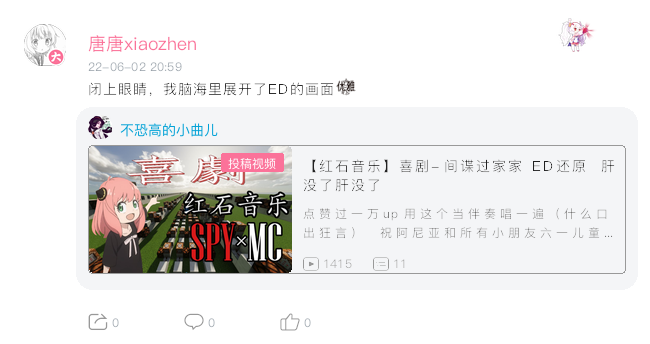 唐唐xiaozhen
大
22-06-02 20:59
闭上眼睛，我脑海里展开了ED的画面
优雅
不恐高的小曲儿
投稿视频
喜劇
红石音乐
SPY×MC
【红石音乐】喜剧-间谍过家家 ED还原 肝
没了肝没了
点赞过一万up用这个当伴奏唱一遍（什么口
出狂言） 祝阿尼亚和所有小朋友六一儿童…
1415 11
0 0 0